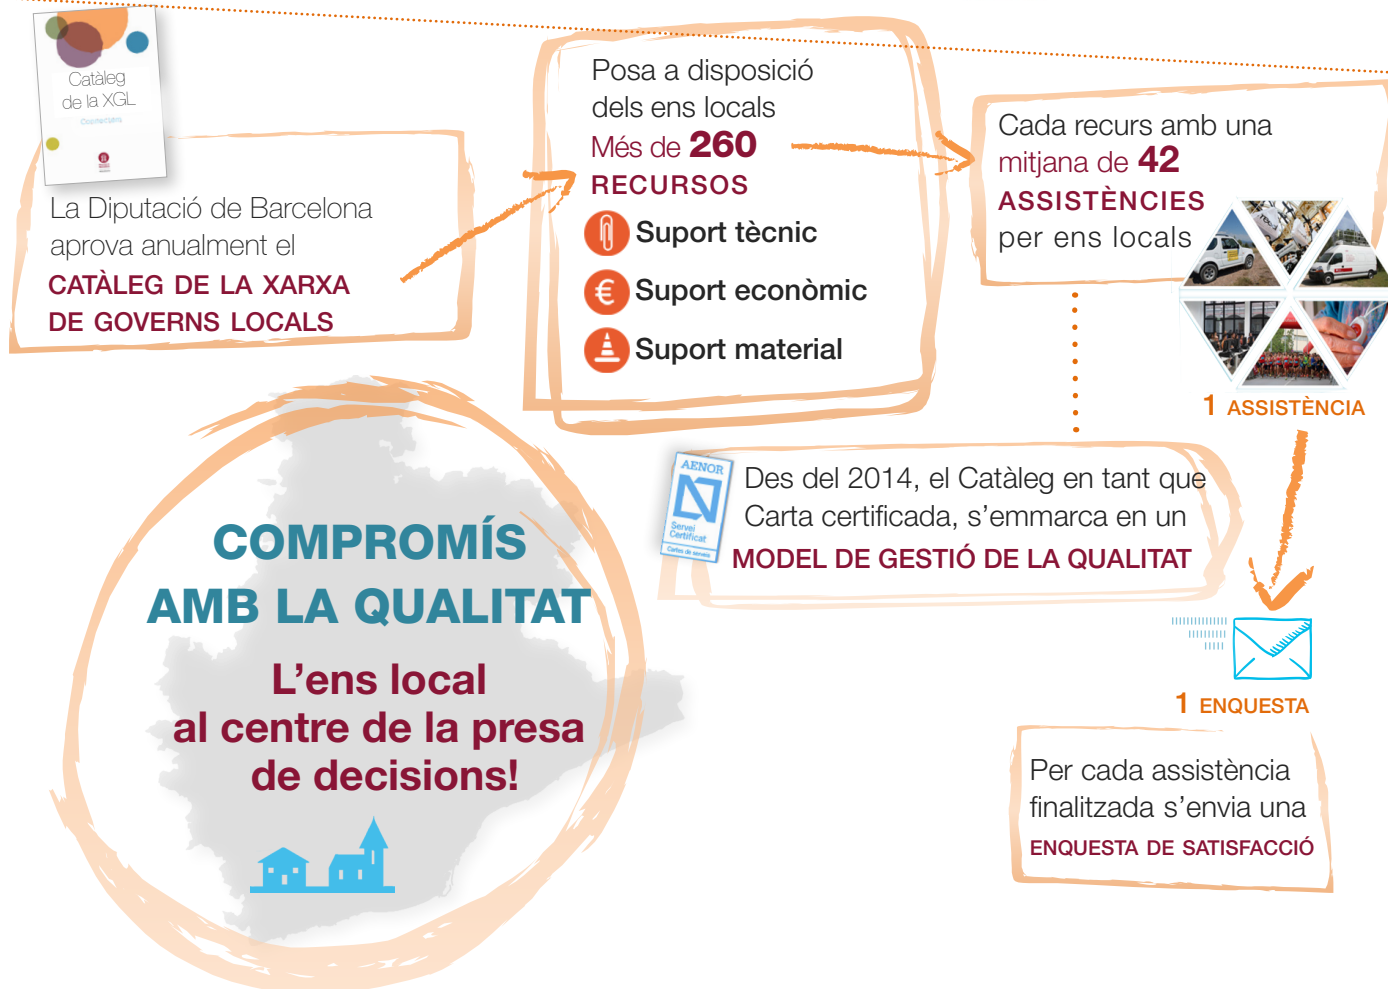 Catàleg
de la XGL
La Diputació de Barcelona
aprova anualment el
CATÀLEG DE LA XARXA
DE GOVERNS LOCALS
Posa a disposició
dels ens locals
Més de 260
RECURSOS
Suport tècnic
Suport econòmic
Suport material
Cada recurs amb una
mitjana de 42
ASSISTÈNCIES
per ens locals
1 ASSISTÈNCIA
AENOR
Servei
Certificat
Cartes de serveis
Des del 2014, el Catàleg en tant que
Carta certificada, s’emmarca en un
MODEL DE GESTIÓ DE LA QUALITAT
COMPROMÍS
AMB LA QUALITAT
L’ens local
al centre de la presa
de decisions!
1 ENQUESTA
Per cada assistència
finalitzada s’envia una
ENQUESTA DE SATISFACCIÓ